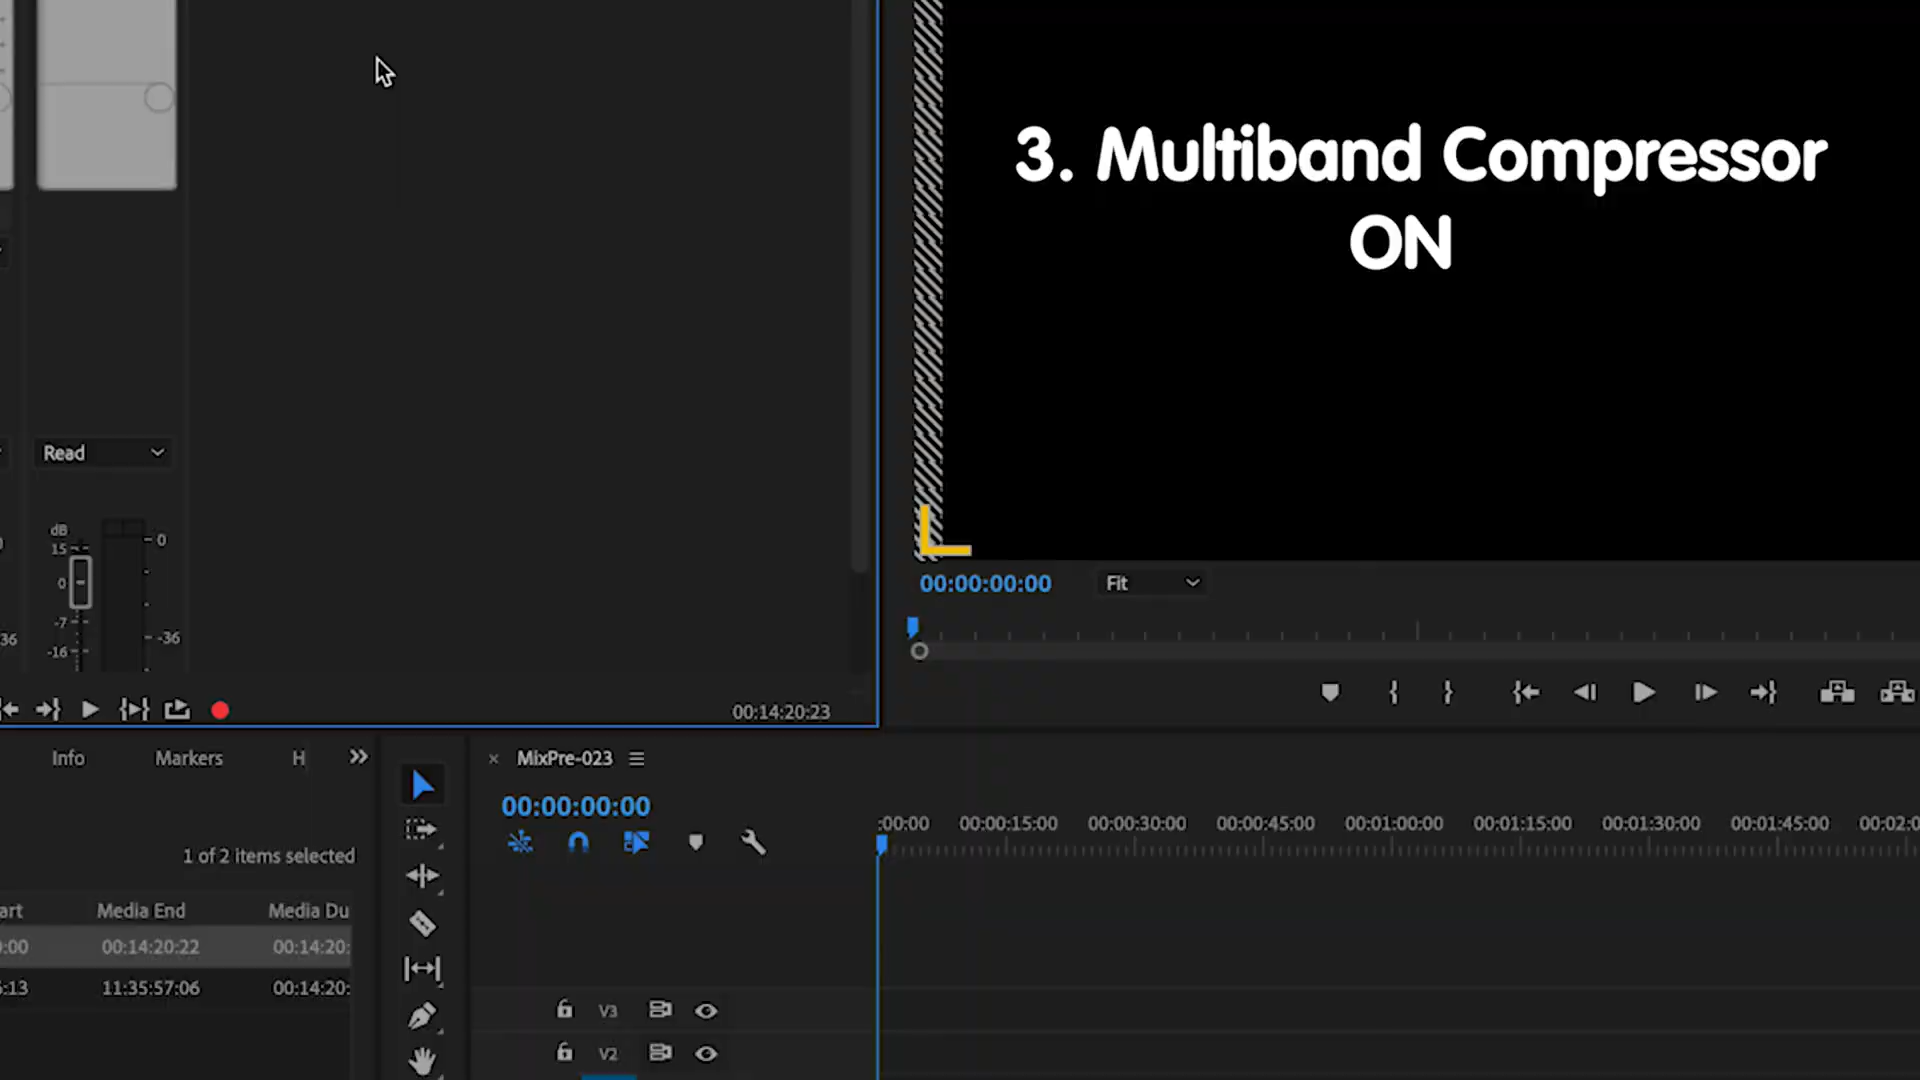 3. Multiband Compressor
ON
Read
dB
15
0
-7
-16
0
-36
36
00:00:00:00
Fit
00:14:20:23
Info
Markers
H
MixPre-023
00:00:00:00
:00:00
00:00:15:00
00:00:30:00
00:00:45:00
00:01:00:00
00:01:15:00
00:01:30:00
00:01:45:00
00:02:0
1 of 2 items selected
art
Media End
Media Du
:00
00:14:20:22
00:14:20:
:13
11:35:57:06
00:14:20:
V3
V2